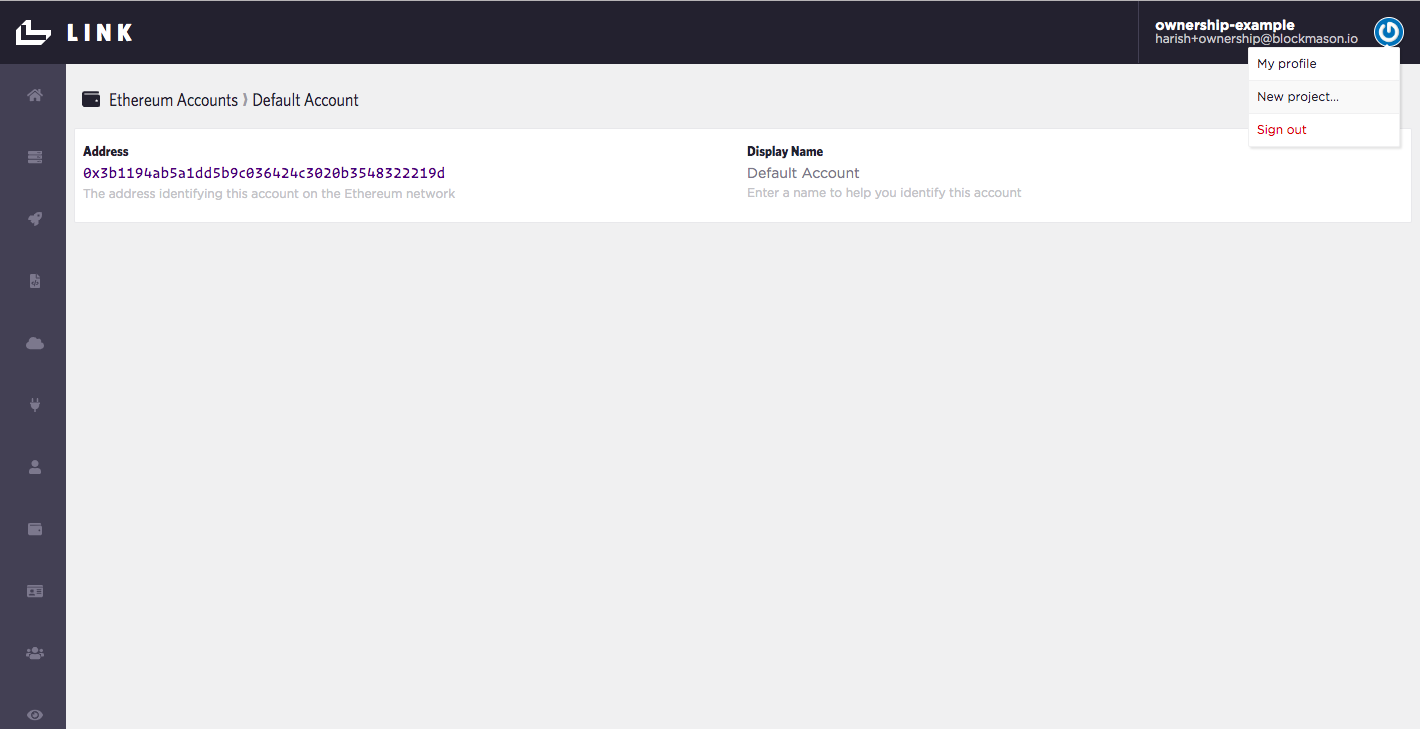 LINK
ownership-example
harish+ownership@blockmason.io
My profile
New project...
Sign out
Ethereum Accounts ⟩ Default Account
Address
0x3b1194ab5a1dd5b9c036424c3020b3548322219d
The address identifying this account on the Ethereum network
Display Name
Default Account
Enter a name to help you identify this account